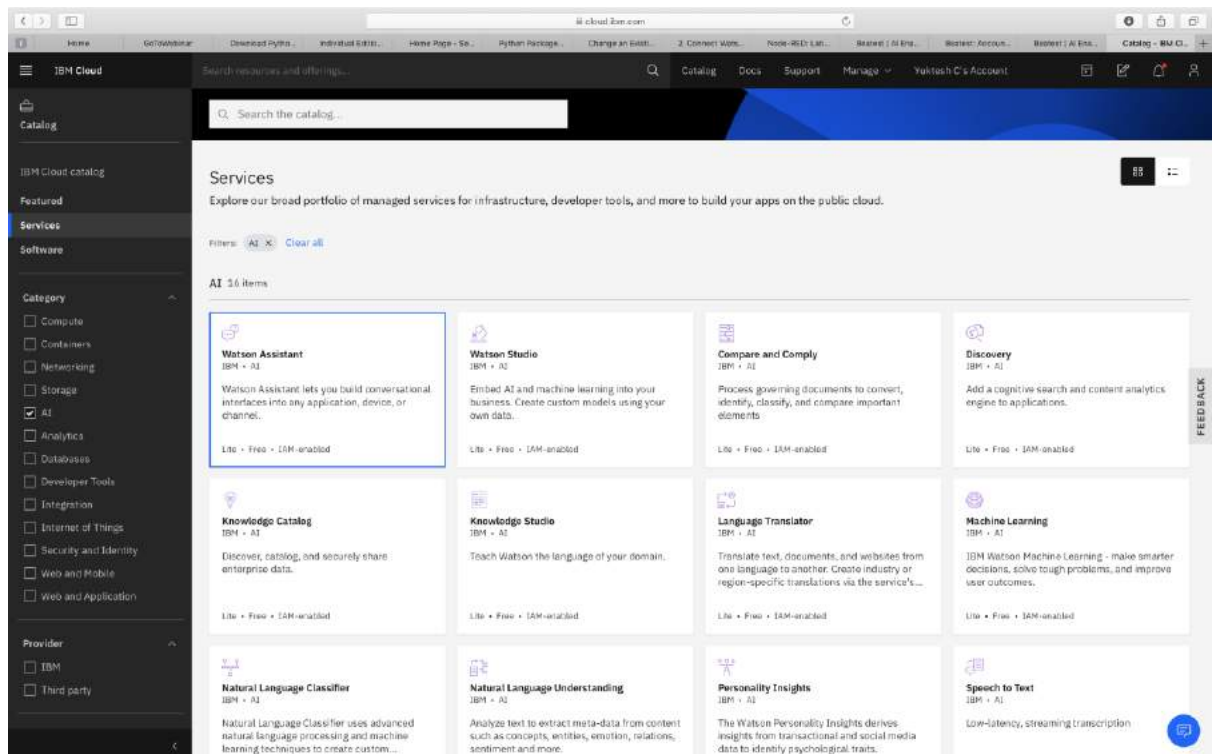 cloud.ibm.com
Home GoToWebinar Download Pytho... Individual Editi... Home Page - Se... Python Package... Change an Existi... 2. Connect Wats... Node-RED: Lan... Catalog - IBM Cl...
IBM Cloud
Search resources and offerings...
Catalog Docs Support Manage Yuktesh C's Account
Catalog
Search the catalog...
IBM Cloud catalog
Featured
Services
Software
Category
Compute
Containers
Networking
Storage
AI
Analytics
Databases
Developer Tools
Integration
Internet of Things
Security and Identity
Web and Mobile
Web and Application
Provider
IBM
Third party
Services
Explore our broad portfolio of managed services for infrastructure, developer tools, and more to build your apps on the public cloud.
Filters: AI × Clear all
AI 16 items
Watson Assistant
IBM • AI
Watson Assistant lets you build conversational
interfaces into any application, device, or
channel.
Lite • Free • IAM-enabled
Watson Studio
IBM • AI
Embed AI and machine learning into your
business. Create custom models using your
own data.
Lite • Free • IAM-enabled
Compare and Comply
IBM • AI
Process governing documents to convert,
identify, classify, and compare important
elements
Lite • Free • IAM-enabled
Discovery
IBM • AI
Add a cognitive search and content analytics
engine to applications.
Lite • Free • IAM-enabled
Knowledge Catalog
IBM • AI
Discover, catalog, and securely share
enterprise data.
Lite • Free • IAM-enabled
Knowledge Studio
IBM • AI
Teach Watson the language of your domain.
Lite • Free • IAM-enabled
Language Translator
IBM • AI
Translate text, documents, and websites from
one language to another. Create industry or
region-specific translations via the service's...
Lite • Free • IAM-enabled
Machine Learning
IBM • AI
IBM Watson Machine Learning - make smarter
decisions, solve tough problems, and improve
user outcomes.
Lite • Free • IAM-enabled
Natural Language Classifier
IBM • AI
Natural Language Classifier uses advanced
natural language processing and machine
learning techniques to create custom...
Natural Language Understanding
IBM • AI
Analyze text to extract meta-data from content
such as concepts, entities, emotion, relations,
sentiment and more.
Personality Insights
IBM • AI
The Watson Personality Insights derives
insights from transactional and social media
data to identify psychological traits.
Speech to Text
IBM • AI
Low-latency, streaming transcription
FEEDBACK